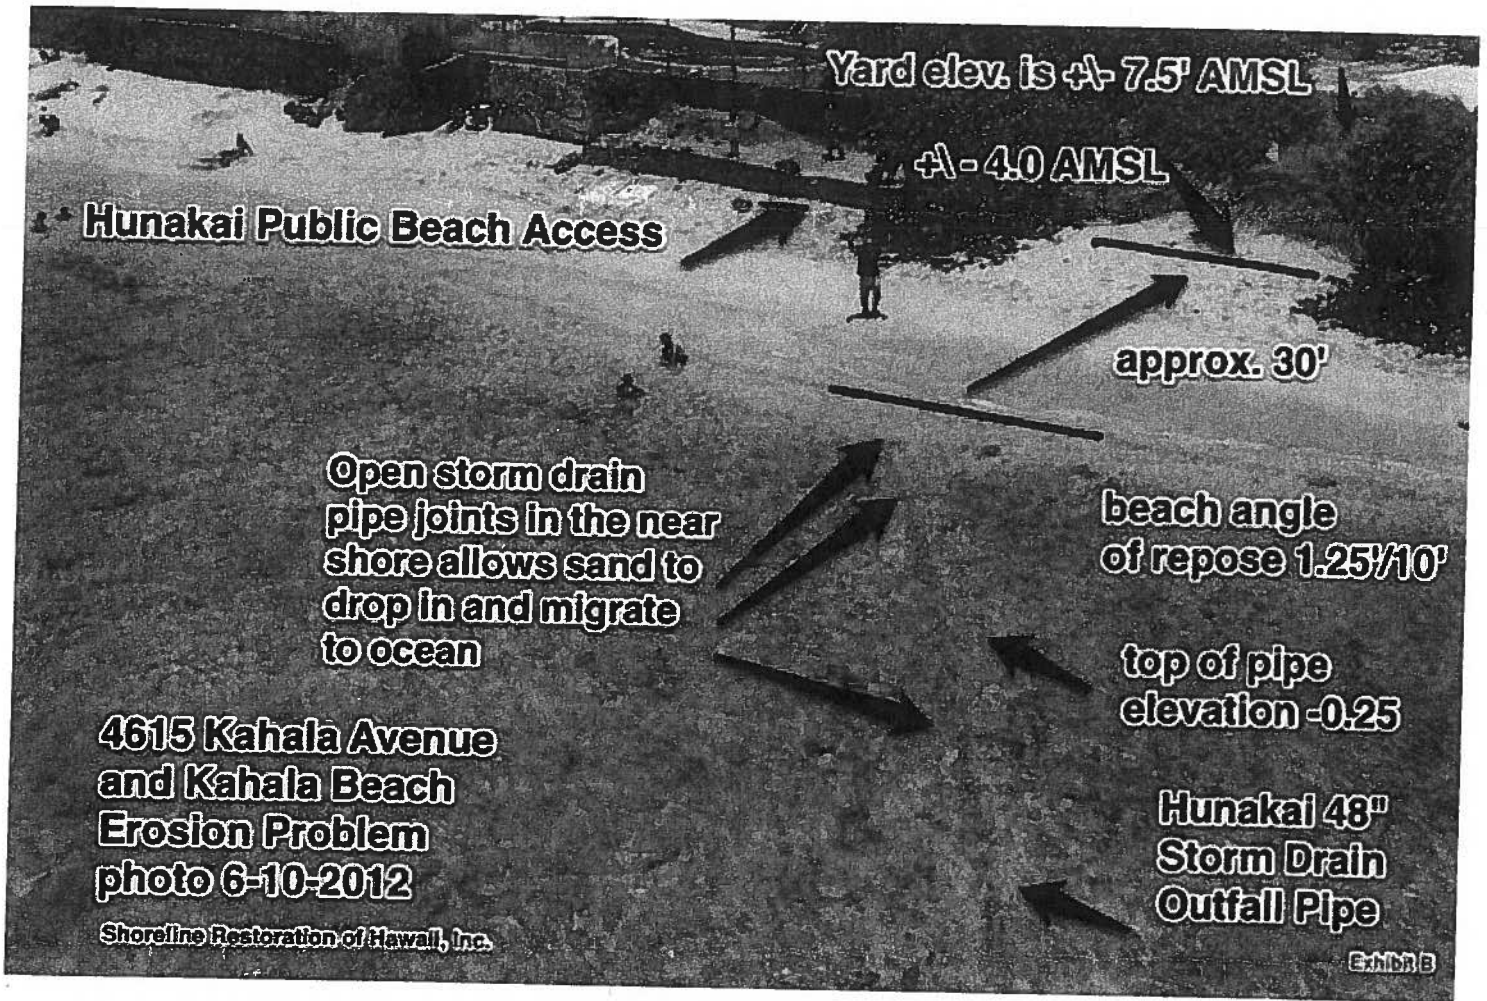 Yard elev. is +\- 7.5' AMSL
+\ - 4.0 AMSL
Hunakai Public Beach Access
approx. 30'
Open storm drain
pipe joints in the near
shore allows sand to
drop in and migrate
to ocean
beach angle
of repose 1.25'/10'
top of pipe
elevation -0.25
4615 Kahala Avenue
and Kahala Beach
Erosion Problem
photo 6-10-2012
Shoreline Restoration of Hawaii, Inc.
Hunakai 48"
Storm Drain
Outfall Pipe
Exhibit B